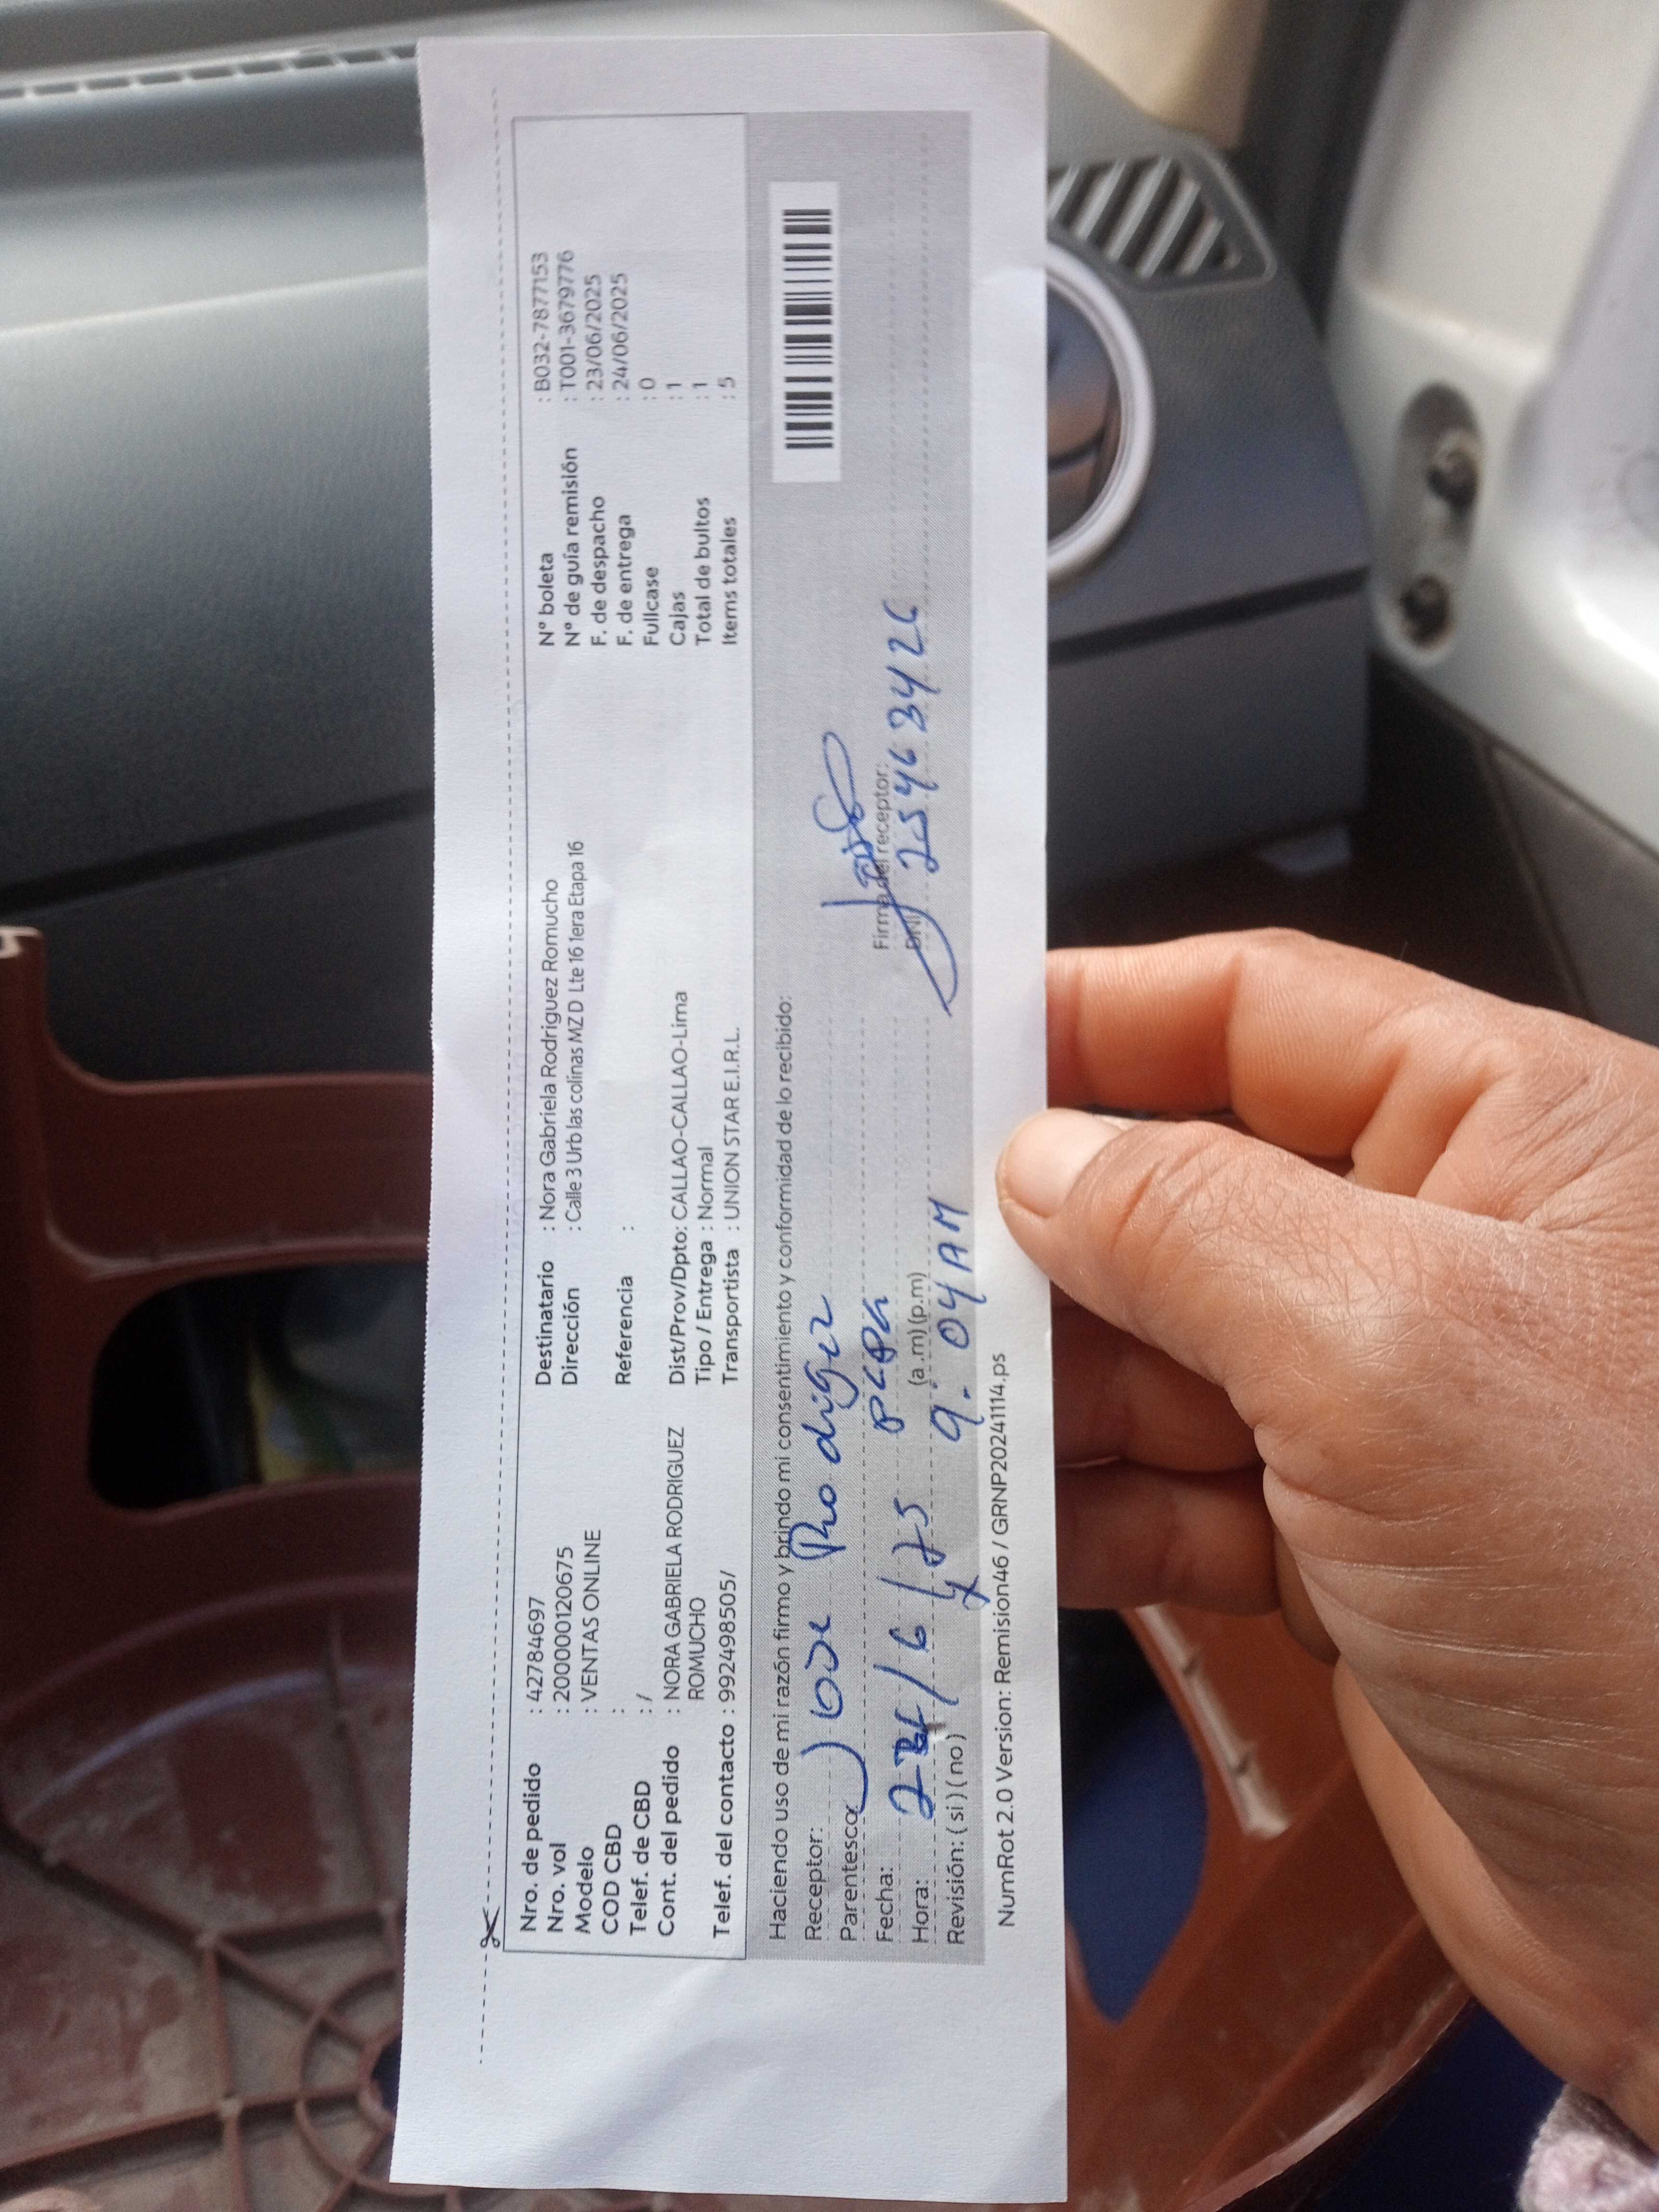 Nro. de pedido : 42784697
Nro. vol : 20000001206​75
Modelo : VENTAS ONLINE
COD CBD :
Telef. de CBD : /
Cont. del pedido : NORA GABRIELA RODRIGUEZ
ROMUCHO
Telef. del contacto : 992498505/
Destinatario : Nora Gabriela Rodriguez Romucho
Dirección : Calle 3 Urb las colinas MZ D Lte 16 1era Etapa 16
Referencia :
Dist/Prov/Dpto: CALLAO-CALLAO-Lima
Tipo / Entrega : Normal
Transportista : UNION STAR E.I.R.L.
N° boleta : B032-7877153
N° de guía remisión : T001-3679776
F. de despacho : 23/06/2025
F. de entrega : 24/06/2025
Fullcase : 0
Cajas : 1
Total de bultos : 1
Items totales : 5
Haciendo uso de mi razón firmo y brindo mi consentimiento y conformidad de lo recibido:
Receptor: Jose Rodriguez
Parentesco: papa
Fecha: /6/25
Hora: 9:04 AM (a.m) (p.m)
Revisión: ( si ) ( no )
Firma del receptor:
DNI 25463426
NumRot 2.0 Version: Remision46 / GRNP20241114.ps